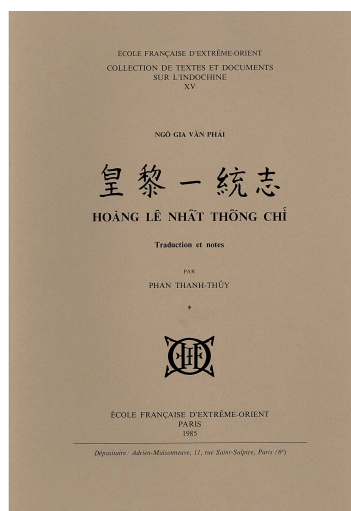 ÉCOLE FRANÇAISE D'EXTRÊME-ORIENT
COLLECTION DE TEXTES ET DOCUMENTS
SUR L'INDOCHINE
XV
NGÔ GIA VĂN PHÁI
皇黎一統志
HOÀNG LÊ NHẤT THỐNG CHÍ
Traduction et notes
PAR
PHAN THANH-THỦY
*
ÉCOLE FRANÇAISE D'EXTRÊME-ORIENT
PARIS
1985
Dépositaire : Adrien-Maisonneuve, 11, rue Saint-Sulpice, Paris (6e)